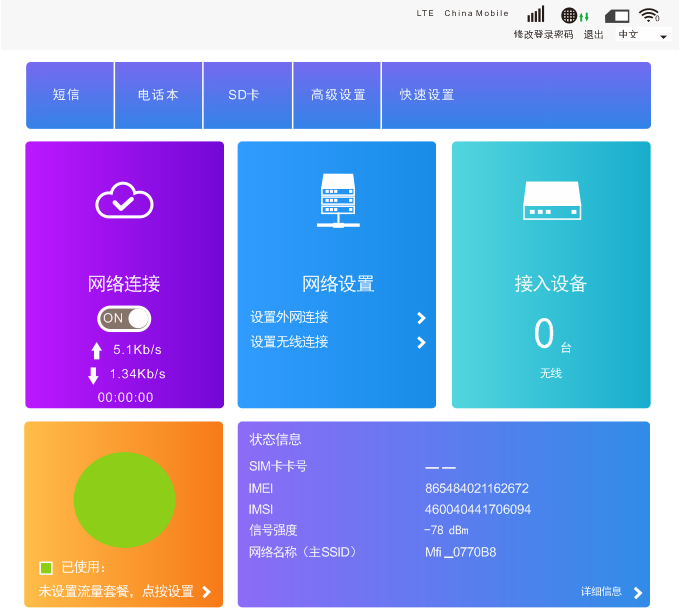 LTE China Mobile 0
修改登录密码 退出 中文
短信 电话本 SD卡 高级设置 快速设置
网络连接
ON
5.1Kb/s
1.34Kb/s
00:00:00
网络设置
设置外网连接
设置无线连接
接入设备
0 台
无线
已使用:
未设置流量套餐，点按设置
状态信息
SIM卡卡号 — —
IMEI 865484021162672
IMSI 460040441706094
信号强度 -78 dBm
网络名称（主SSID） Mfi _0770B8
详细信息